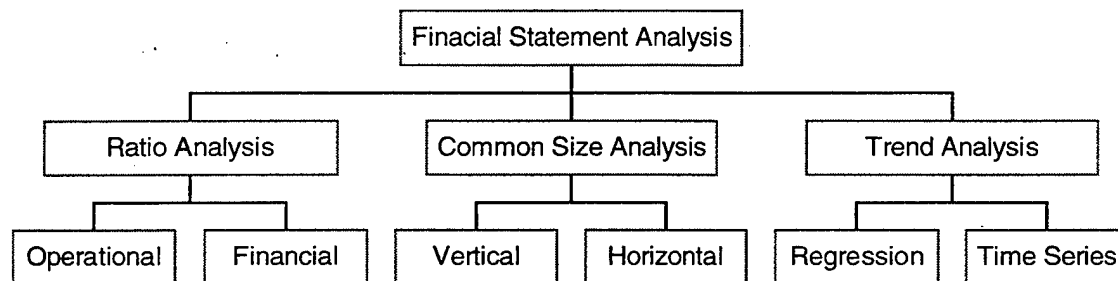 Finacial Statement Analysis
Ratio Analysis
Common Size Analysis
Trend Analysis
Operational
Financial
Vertical
Horizontal
Regression
Time Series